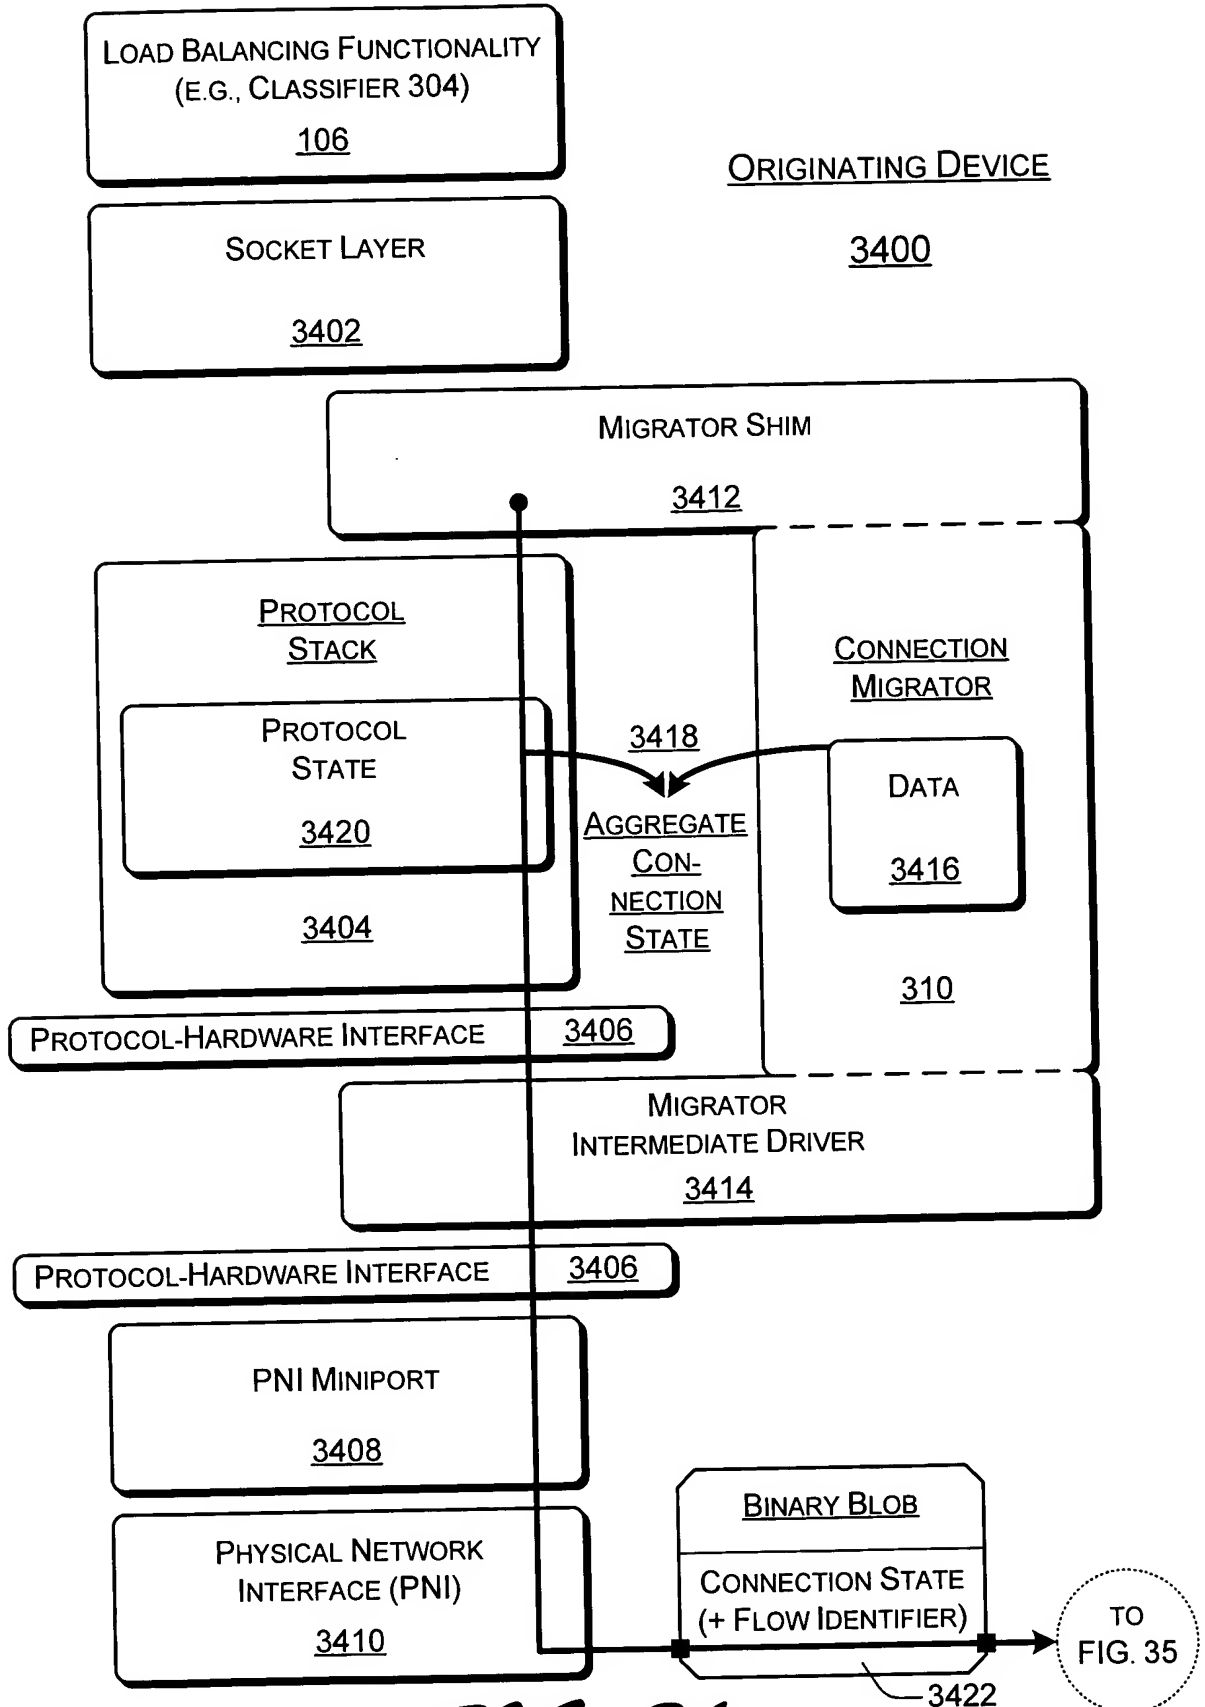 LOAD BALANCING FUNCTIONALITY
(E.G., CLASSIFIER 304)
106
ORIGINATING DEVICE
3400
SOCKET LAYER
3402
MIGRATOR SHIM
3412
PROTOCOL
STACK
PROTOCOL
STATE
3420
3404
3418
AGGREGATE
CON-
NECTION
STATE
CONNECTION
MIGRATOR
DATA
3416
310
PROTOCOL-HARDWARE INTERFACE 3406
MIGRATOR
INTERMEDIATE DRIVER
3414
PROTOCOL-HARDWARE INTERFACE 3406
PNI MINIPORT
3408
PHYSICAL NETWORK
INTERFACE (PNI)
3410
BINARY BLOB
CONNECTION STATE
(+ FLOW IDENTIFIER)
3422
TO
FIG. 35